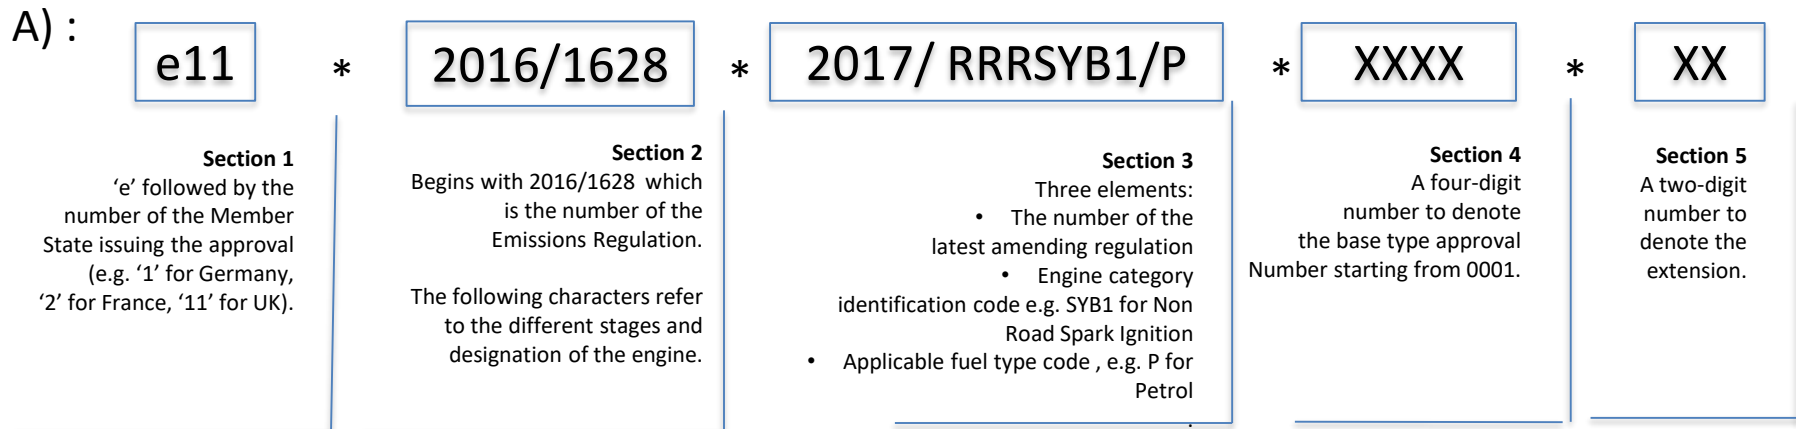 A) :
e11 * 2016/1628 * 2017/ RRRSYB1/P * XXXX * XX
Section 1
‘e’ followed by the
number of the Member
State issuing the approval
(e.g. ‘1’ for Germany,
‘2’ for France, ‘11’ for UK).
Section 2
Begins with 2016/1628 which
is the number of the
Emissions Regulation.
The following characters refer
to the different stages and
designation of the engine.
Section 3
Three elements:
• The number of the
latest amending regulation
• Engine category
identification code e.g. SYB1 for Non
Road Spark Ignition
• Applicable fuel type code , e.g. P for
Petrol
.
Section 4
A four-digit
number to denote
the base type approval
Number starting from 0001.
Section 5
A two-digit
number to
denote the
extension.